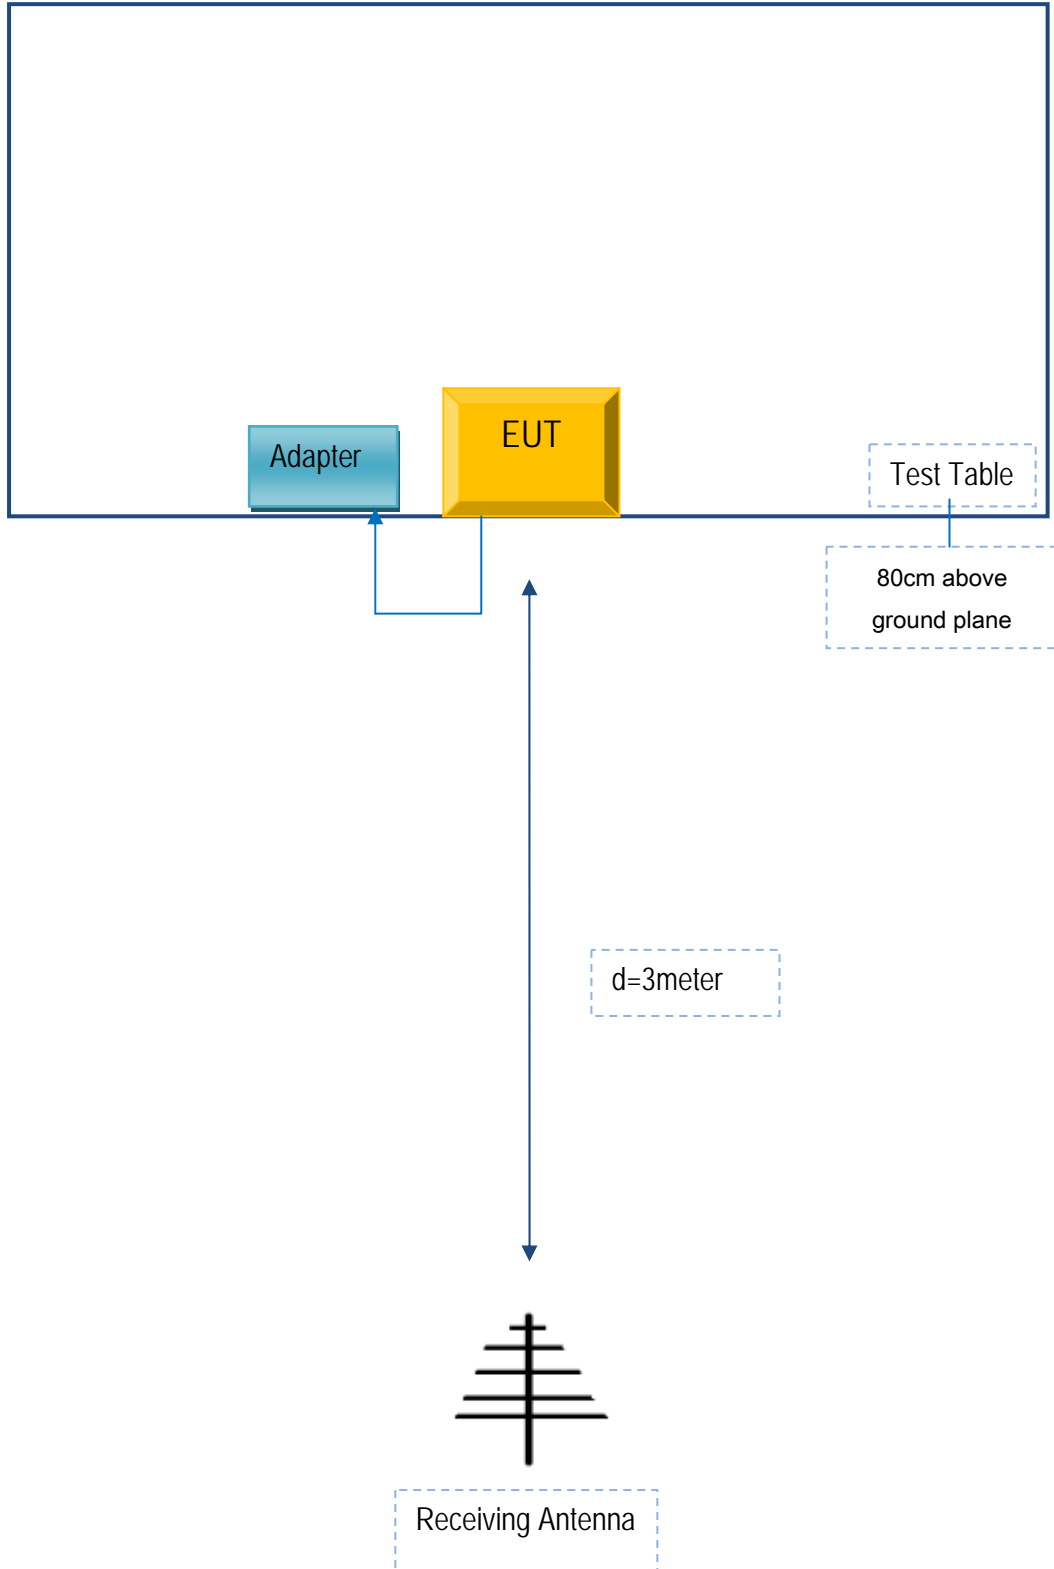 EUT
Adapter
Test Table
80cm above
ground plane
d=3meter
Receiving Antenna